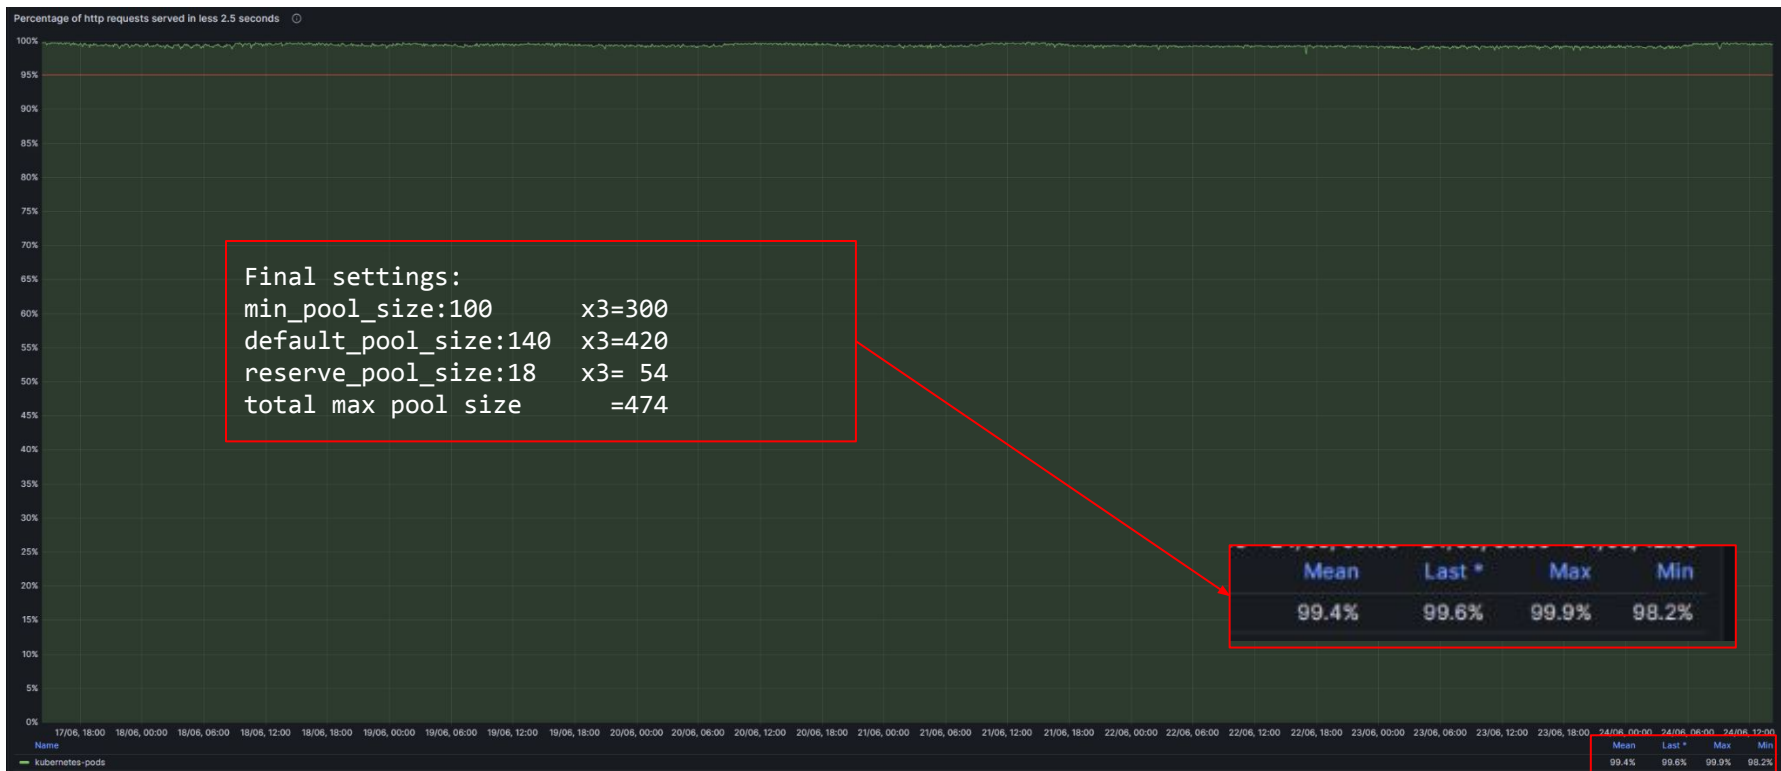 Percentage of http requests served in less 2.5 seconds
100%
95%
90%
85%
80%
75%
70%
65%
60%
55%
50%
45%
40%
35%
30%
25%
20%
15%
10%
5%
0%
Final settings:
min_pool_size:100 x3=300
default_pool_size:140 x3=420
reserve_pool_size:18 x3= 54
total max pool size =474
Mean Last * Max Min
99.4% 99.6% 99.9% 98.2%
17/06, 18:00 18/06, 00:00 18/06, 06:00 18/06, 12:00 18/06, 18:00 19/06, 00:00 19/06, 06:00 19/06, 12:00 19/06, 18:00 20/06, 00:00 20/06, 06:00 20/06, 12:00 20/06, 18:00 21/06, 00:00 21/06, 06:00 21/06, 12:00 21/06, 18:00 22/06, 00:00 22/06, 06:00 22/06, 12:00 22/06, 18:00 23/06, 00:00 23/06, 06:00 23/06, 12:00 23/06, 18:00 24/06, 00:00 24/06, 06:00 24/06, 12:00
Name Mean Last * Max Min
kubernetes-pods 99.4% 99.6% 99.9% 98.2%